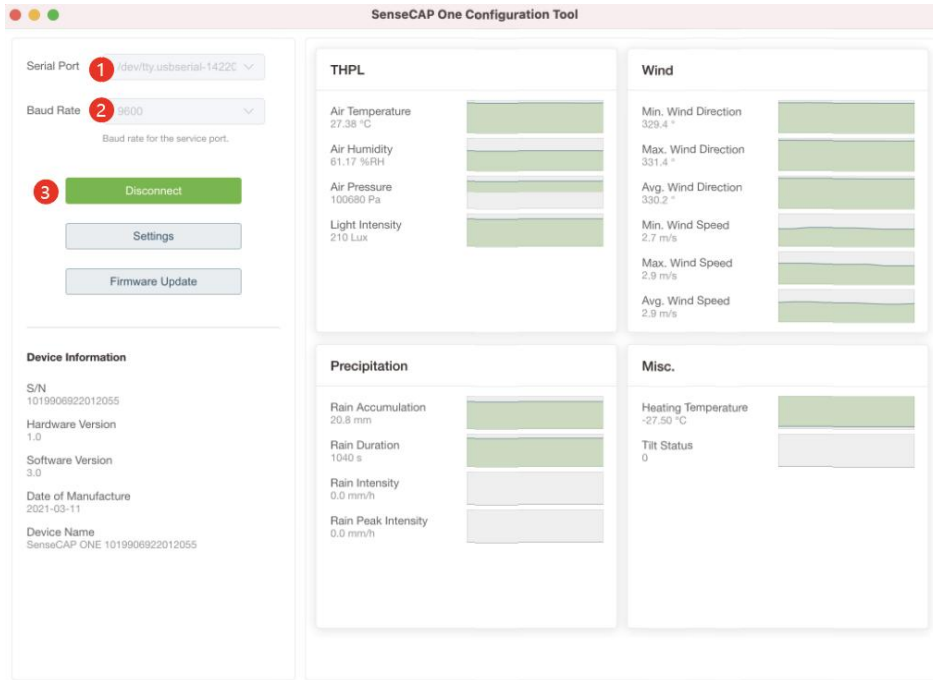 SenseCAP One Configuration Tool
Serial Port
1
/dev/tty.usbserial-1422C
Baud Rate
2
9600
Baud rate for the service port.
3
Disconnect
Settings
Firmware Update
Device Information
S/N
1019906922012055
Hardware Version
1.0
Software Version
3.0
Date of Manufacture
2021-03-11
Device Name
SenseCAP ONE 1019906922012055
THPL
Air Temperature
27.38 °C
Air Humidity
61.17 %RH
Air Pressure
100680 Pa
Light Intensity
210 Lux
Wind
Min. Wind Direction
329.4 °
Max. Wind Direction
331.4 °
Avg. Wind Direction
330.2 °
Min. Wind Speed
2.7 m/s
Max. Wind Speed
2.9 m/s
Avg. Wind Speed
2.9 m/s
Precipitation
Rain Accumulation
20.8 mm
Rain Duration
1040 s
Rain Intensity
0.0 mm/h
Rain Peak Intensity
0.0 mm/h
Misc.
Heating Temperature
-27.50 °C
Tilt Status
0